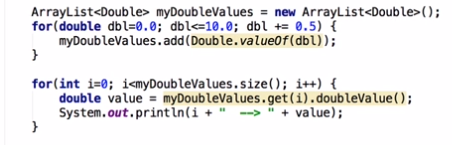 ArrayList<Double> myDoubleValues = new ArrayList<Double>();
for(double dbl=0.0; dbl<=10.0; dbl += 0.5) {
myDoubleValues.add(Double.valueOf(dbl));
}
for(int i=0; i<myDoubleValues.size(); i++) {
double value = myDoubleValues.get(i).doubleValue();
System.out.println(i + " --> " + value);
}